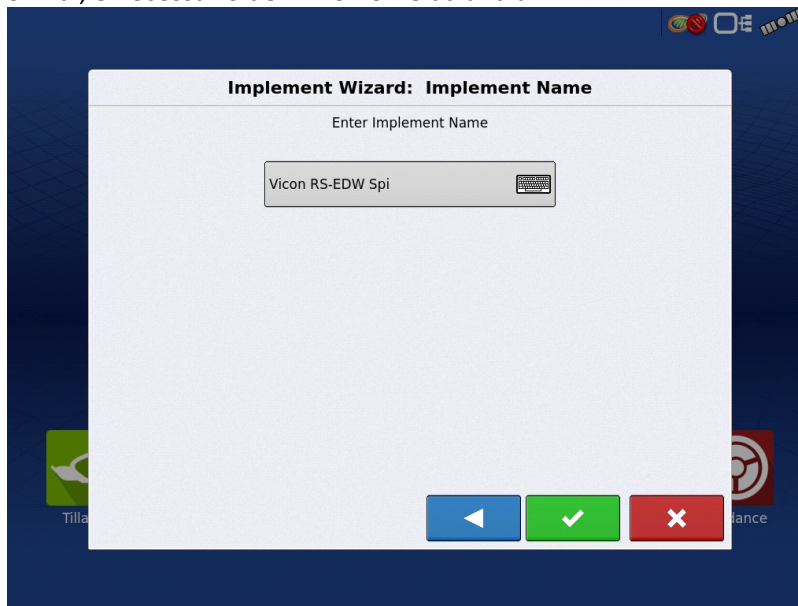 Implement Wizard: Implement Name
Enter Implement Name
Vicon RS-EDW Spi
Tilla
dance